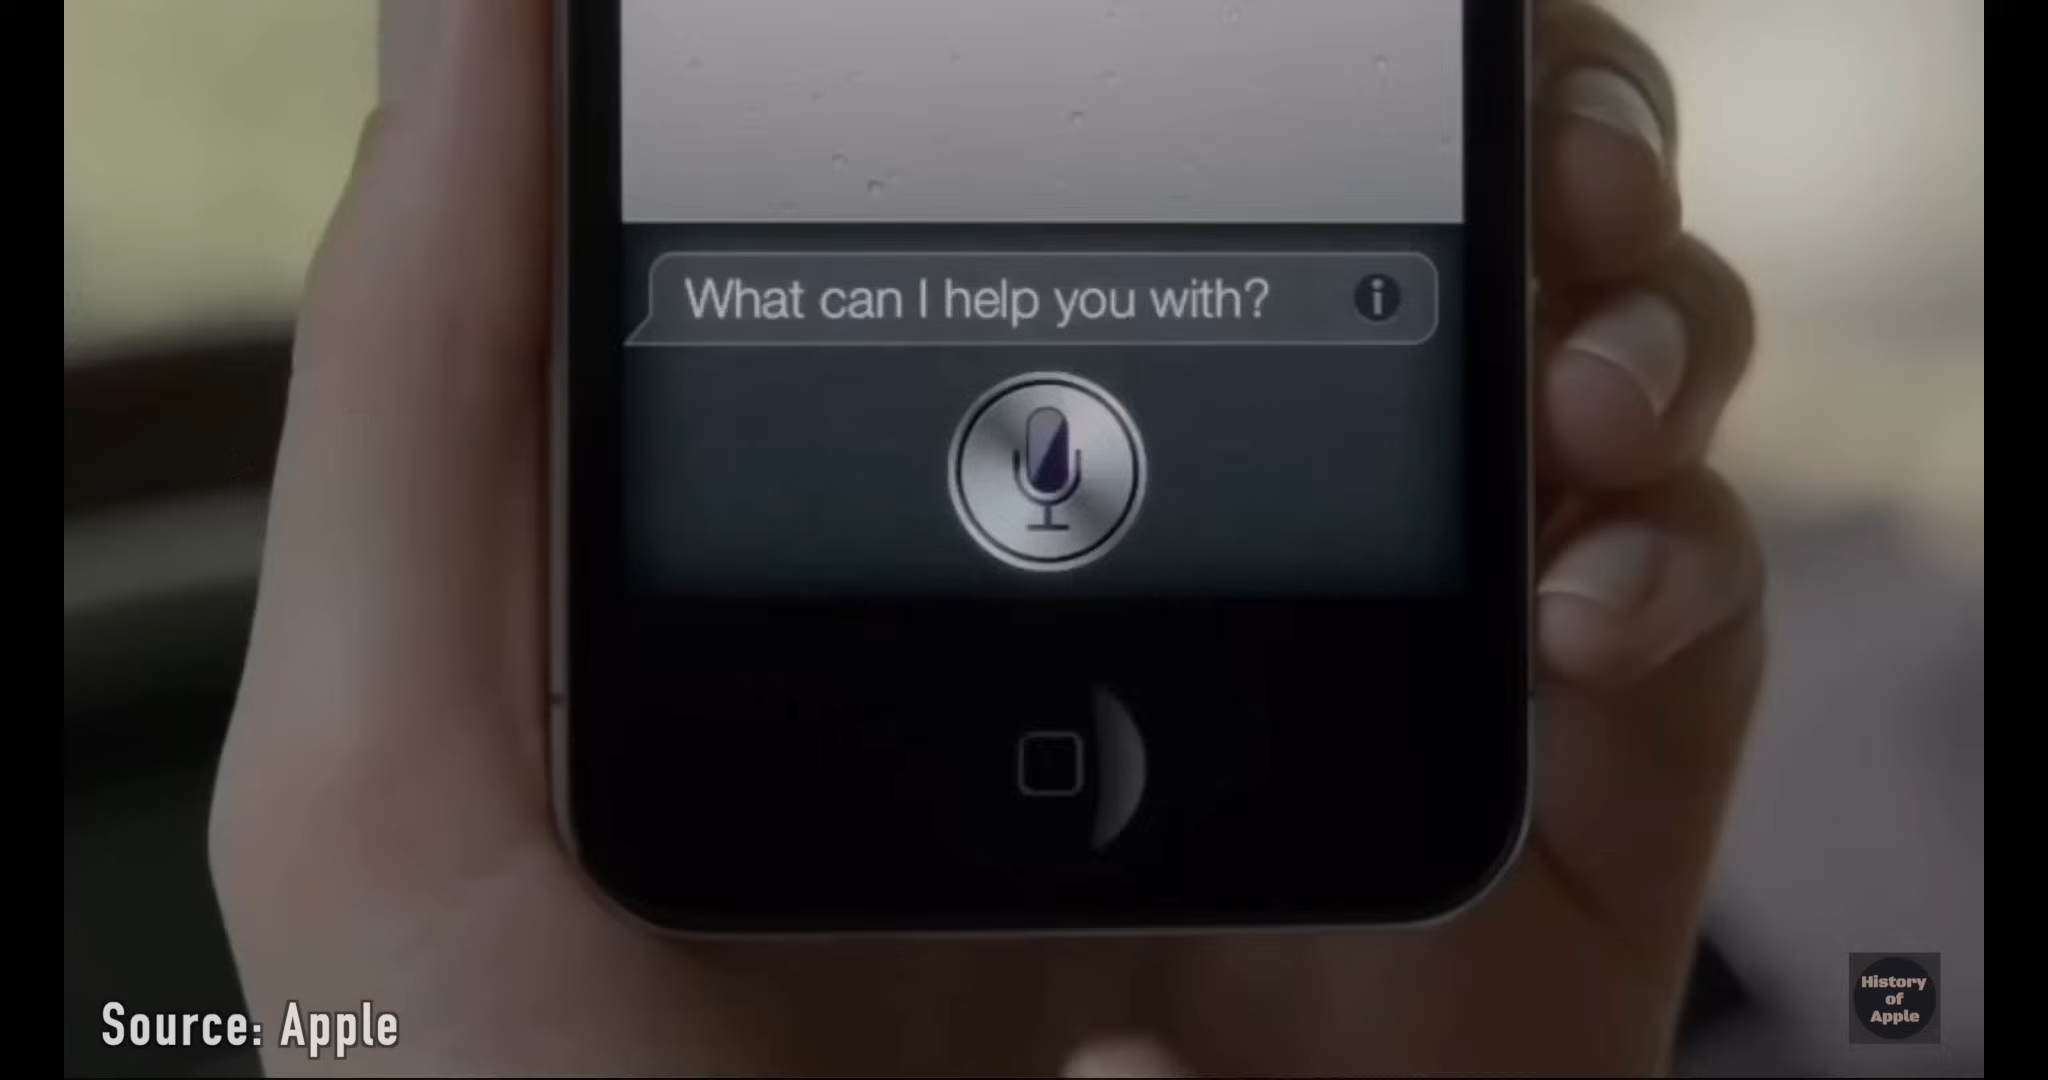 What can I help you with?
i
Source: Apple
History
of
Apple